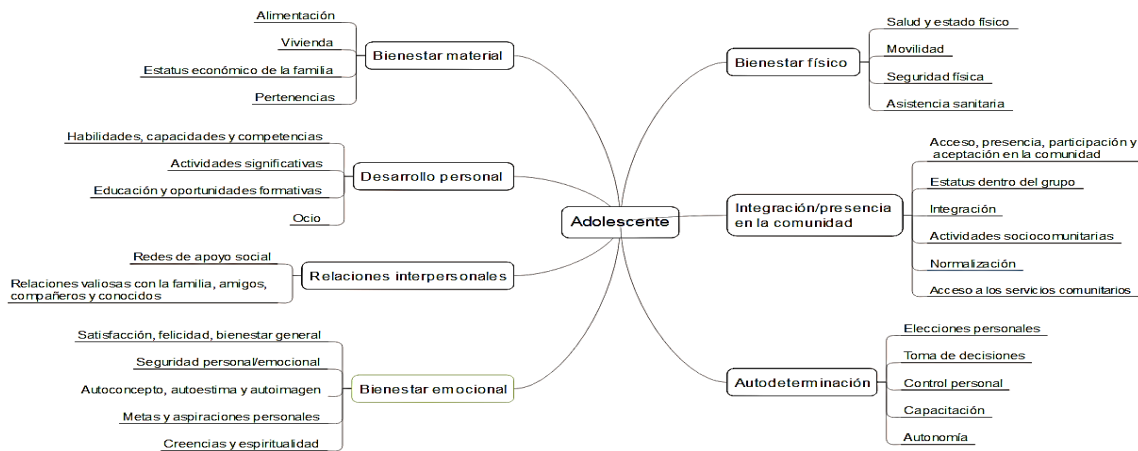 Alimentación
Vivienda
Estatus económico de la familia
Pertenencias
Bienestar material
Habilidades, capacidades y competencias
Actividades significativas
Educación y oportunidades formativas
Ocio
Desarrollo personal
Redes de apoyo social
Relaciones valiosas con la familia, amigos,
compañeros y conocidos
Relaciones interpersonales
Satisfacción, felicidad, bienestar general
Seguridad personal/emocional
Autoconcepto, autoestima y autoimagen
Metas y aspiraciones personales
Creencias y espiritualidad
Bienestar emocional
Adolescente
Bienestar físico
Salud y estado físico
Movilidad
Seguridad física
Asistencia sanitaria
Integración/presencia
en la comunidad
Acceso, presencia, participación y
aceptación en la comunidad
Estatus dentro del grupo
Integración
Actividades sociocomunitarias
Normalización
Acceso a los servicios comunitarios
Autodeterminación
Elecciones personales
Toma de decisiones
Control personal
Capacitación
Autonomía